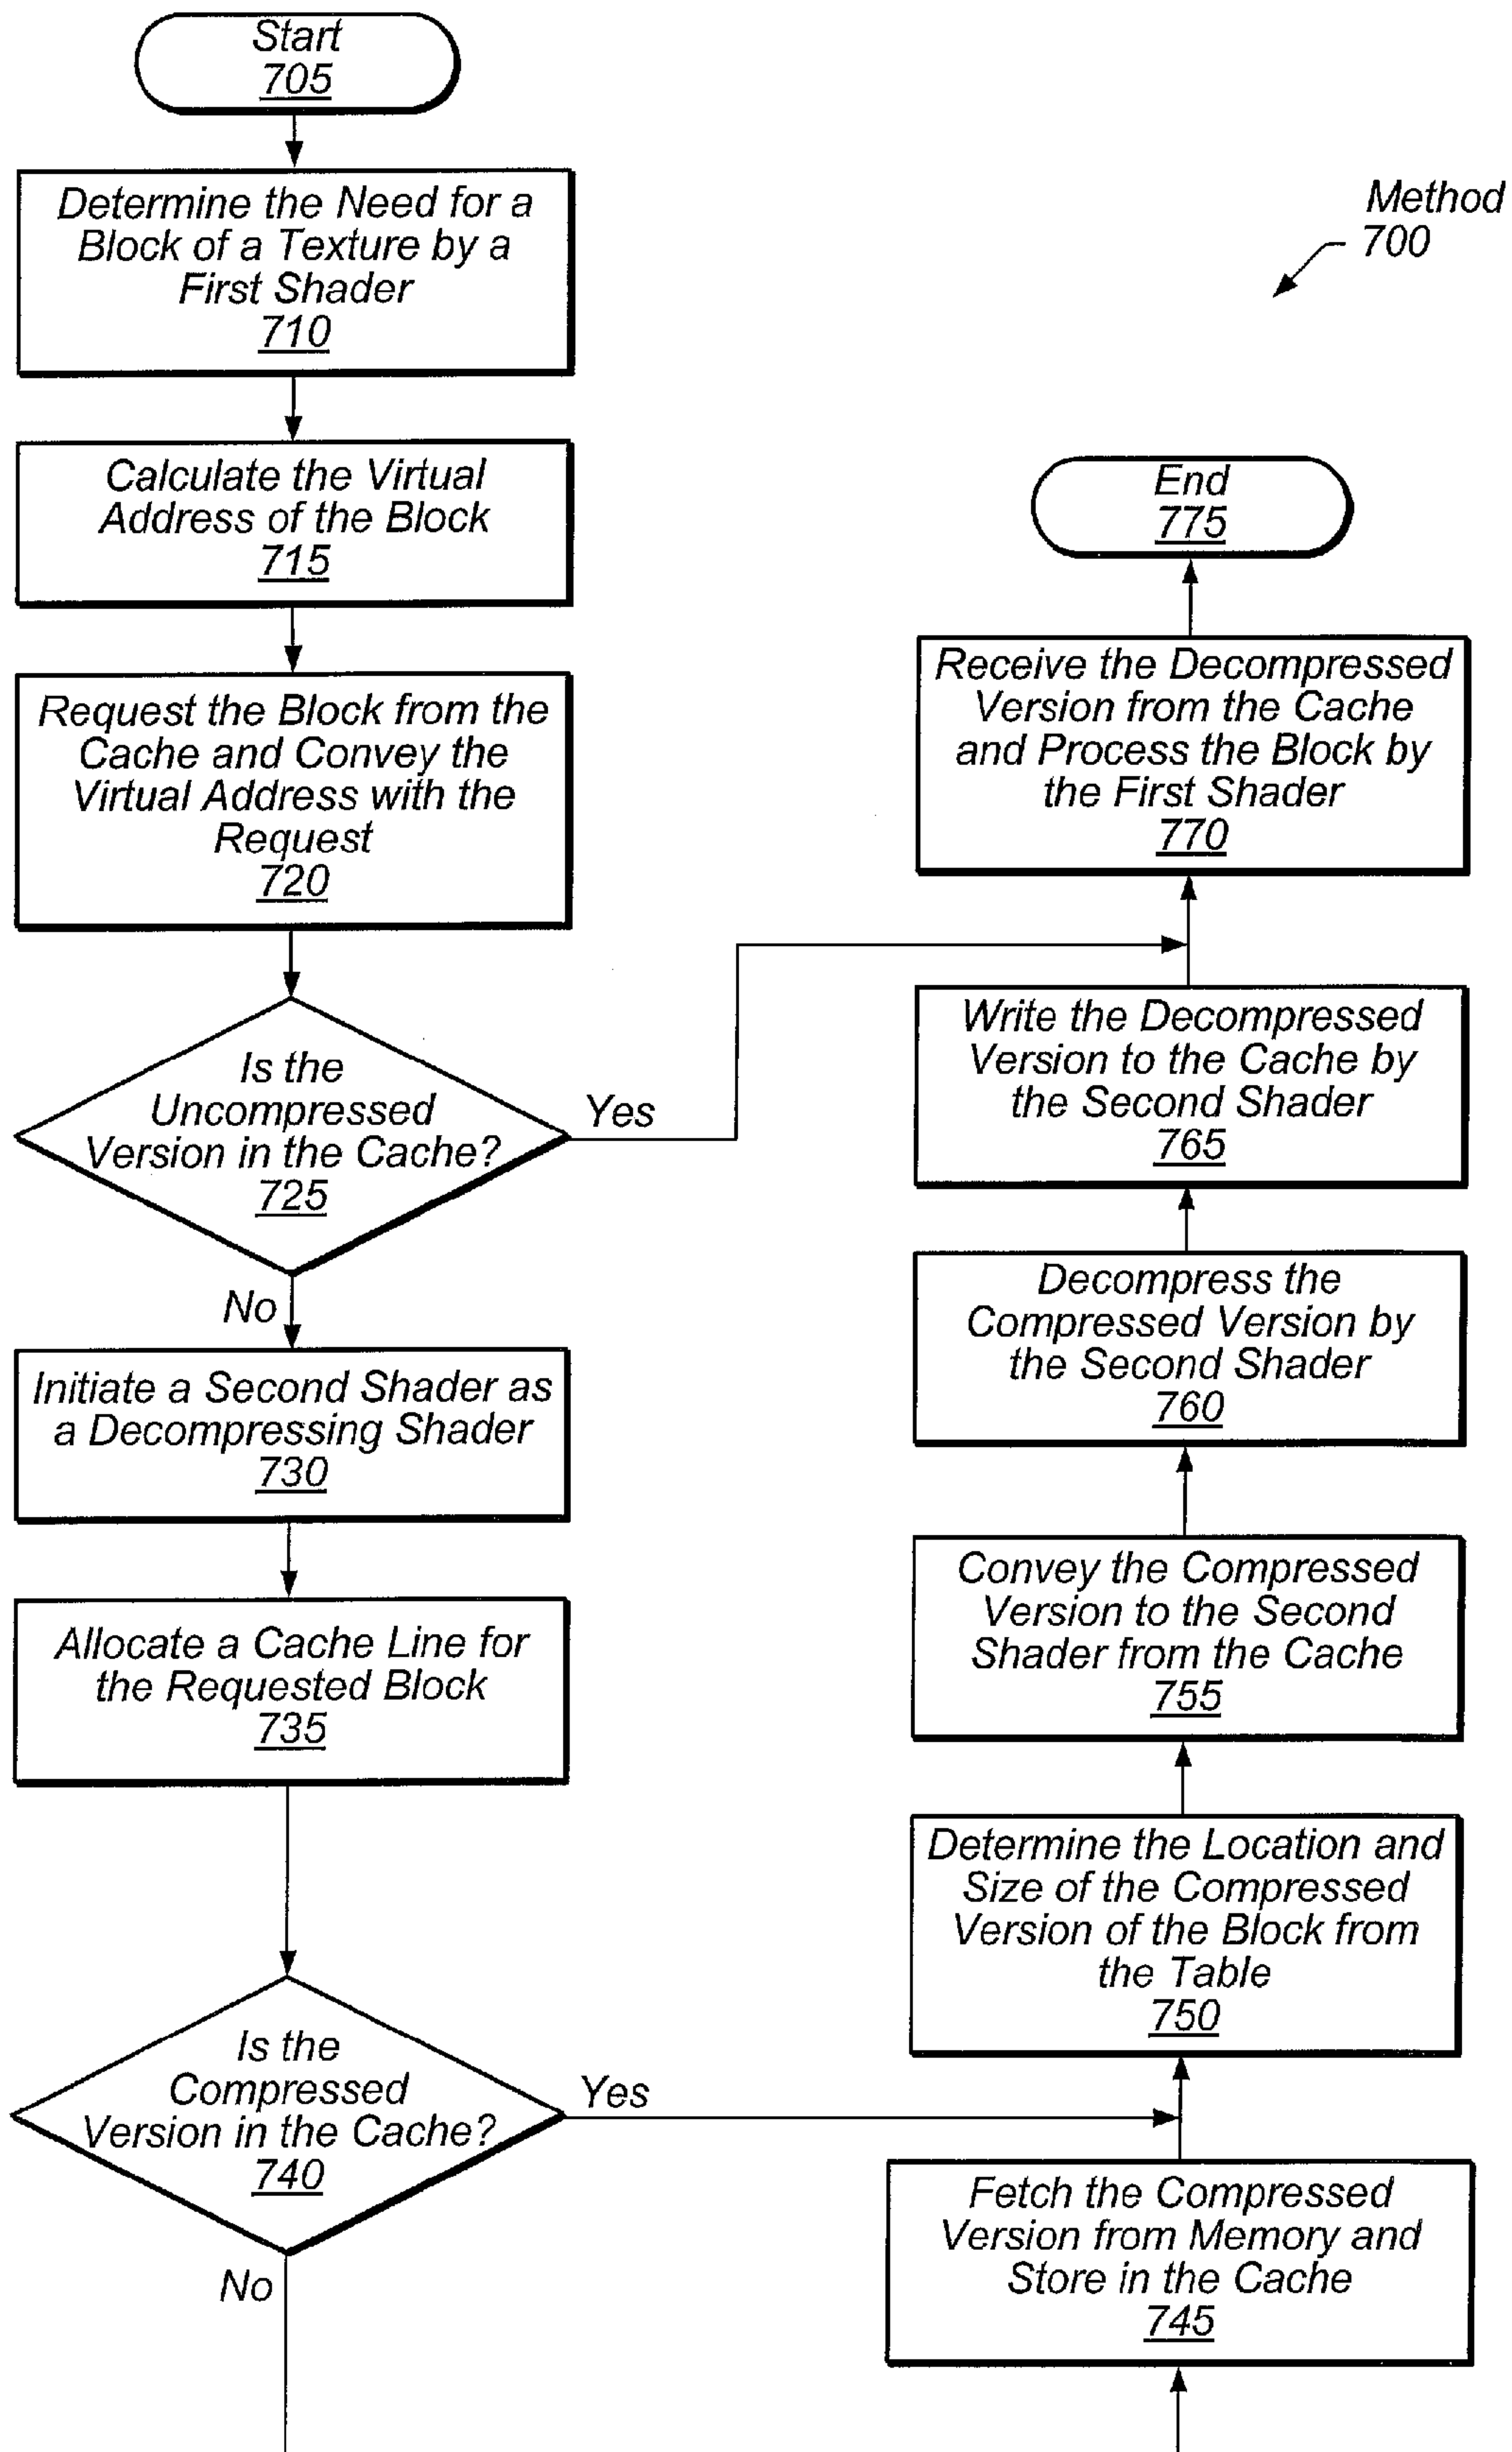 Start
705
Determine the Need for a
Block of a Texture by a
First Shader
710
Calculate the Virtual
Address of the Block
715
Request the Block from the
Cache and Convey the
Virtual Address with the
Request
720
Is the
Uncompressed
Version in the Cache?
725
Yes
No
Initiate a Second Shader as
a Decompressing Shader
730
Allocate a Cache Line for
the Requested Block
735
Is the
Compressed
Version in the Cache?
740
Yes
No
Method
700
End
775
Receive the Decompressed
Version from the Cache
and Process the Block by
the First Shader
770
Write the Decompressed
Version to the Cache by
the Second Shader
765
Decompress the
Compressed Version by
the Second Shader
760
Convey the Compressed
Version to the Second
Shader from the Cache
755
Determine the Location and
Size of the Compressed
Version of the Block from
the Table
750
Fetch the Compressed
Version from Memory and
Store in the Cache
745